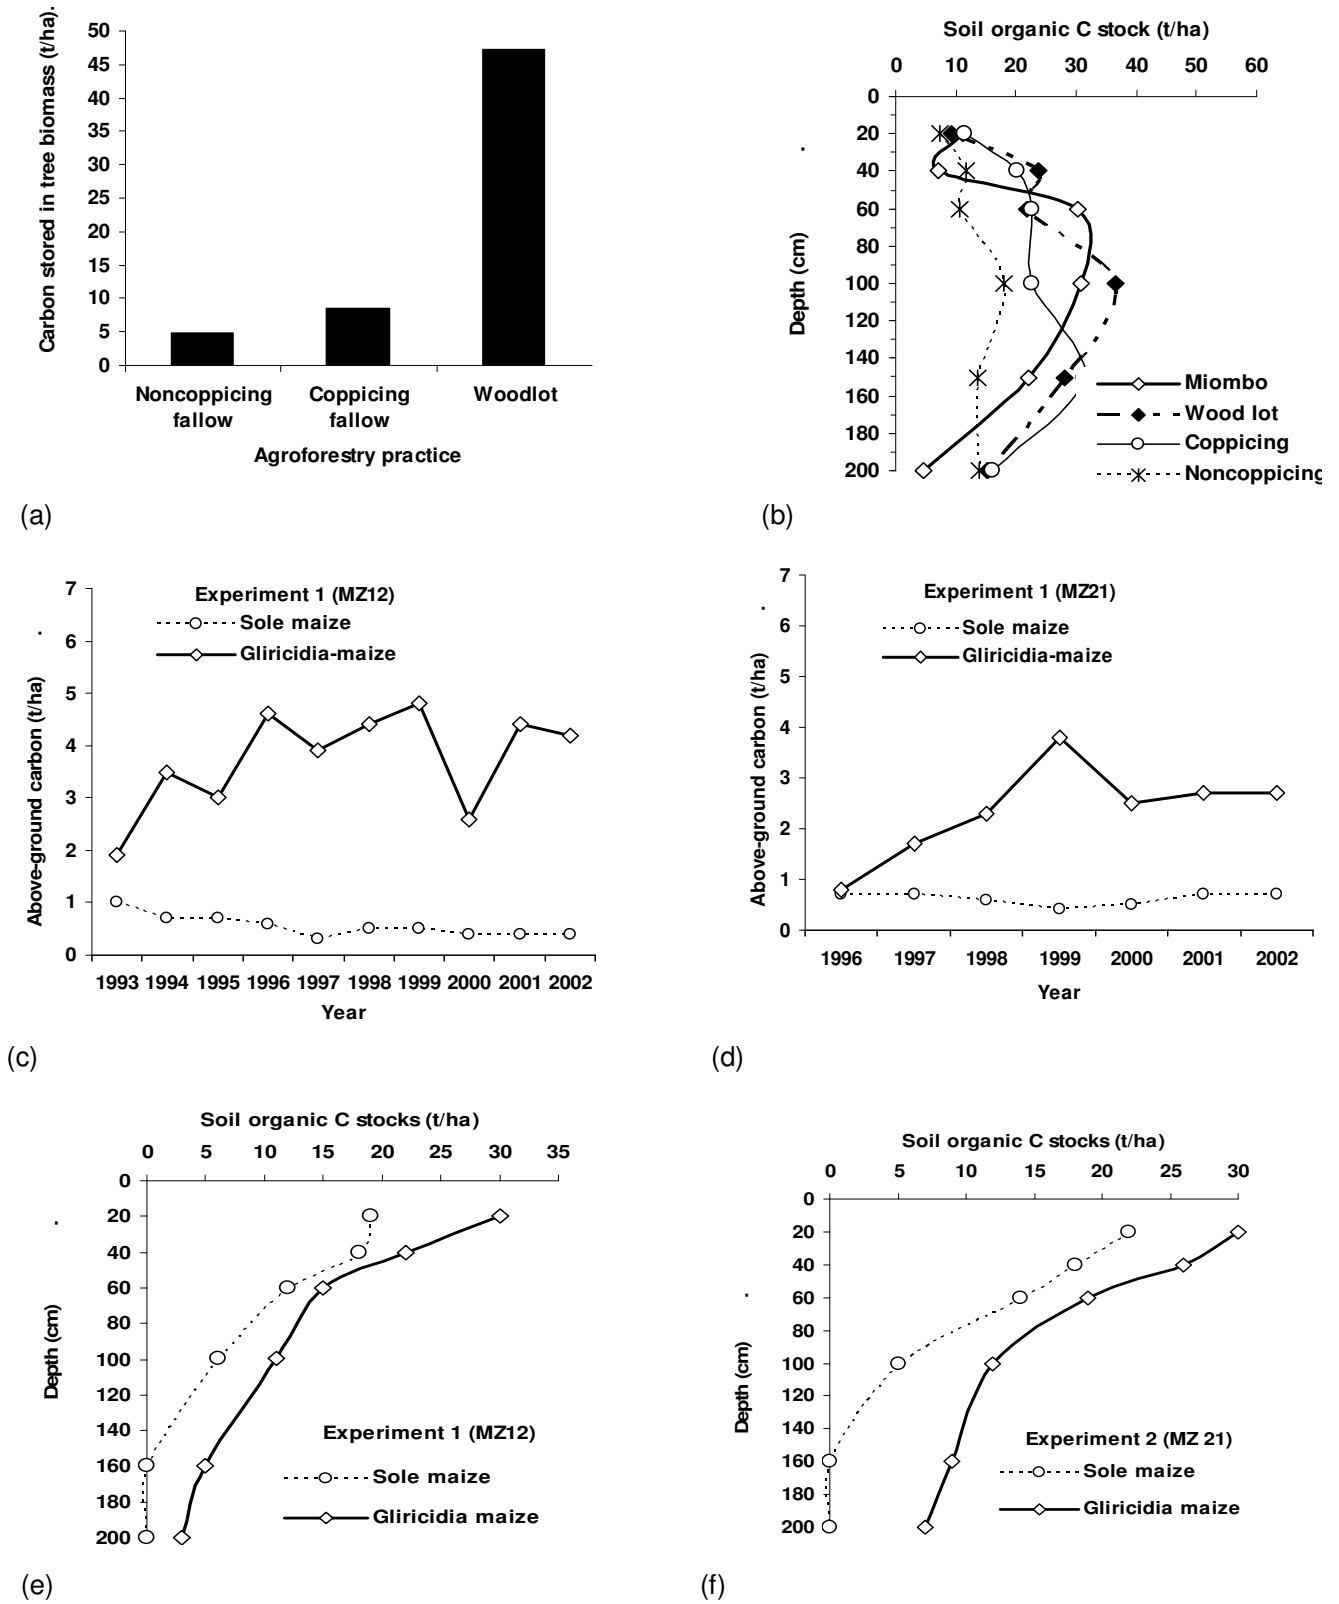 Carbon stored in tree biomass (t/ha).
50
45
40
35
30
25
20
15
10
5
0
Noncoppicing fallow
Coppicing fallow
Woodlot
Agroforestry practice
(a)
Soil organic C stock (t/ha)
0 10 20 30 40 50 60
Depth (cm)
0
20
40
60
80
100
120
140
160
180
200
Miombo
Wood lot
Coppicing
Noncoppicing
(b)
Experiment 1 (MZ12)
Sole maize
Gliricidia-maize
Above-ground carbon (t/ha)
7
6
5
4
3
2
1
0
1993 1994 1995 1996 1997 1998 1999 2000 2001 2002
Year
(c)
Experiment 1 (MZ21)
Sole maize
Gliricidia-maize
Above-ground carbon (t/ha)
7
6
5
4
3
2
1
0
1996 1997 1998 1999 2000 2001 2002
Year
(d)
Soil organic C stocks (t/ha)
0 5 10 15 20 25 30 35
Depth (cm)
0
20
40
60
80
100
120
140
160
180
200
Experiment 1 (MZ12)
Sole maize
Gliricidia maize
(e)
Soil organic C stocks (t/ha)
0 5 10 15 20 25 30
Depth (cm)
0
20
40
60
80
100
120
140
160
180
200
Experiment 2 (MZ 21)
Sole maize
Gliricidia maize
(f)